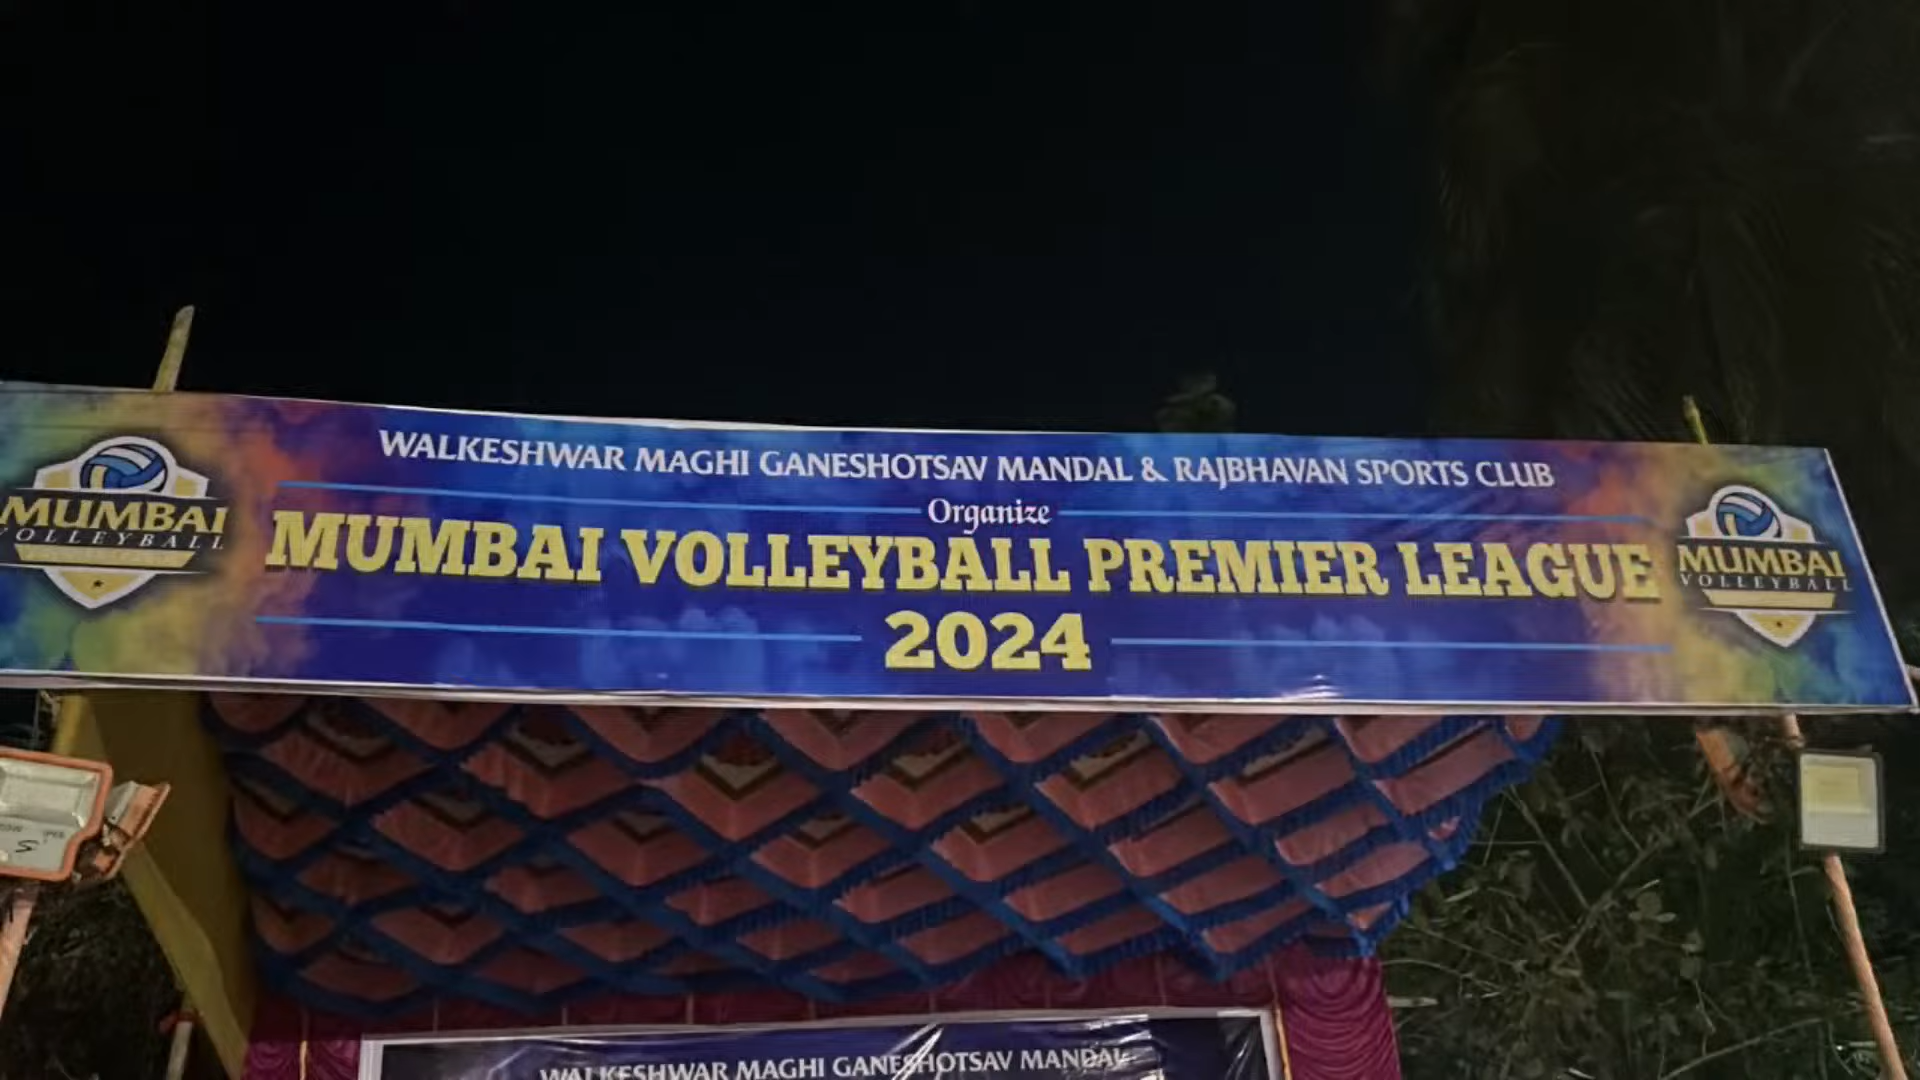 WALKESHWAR MAGHI GANESHOTSAV MANDAL & RAJBHAVAN SPORTS CLUB
Organize
MUMBAI VOLLEYBALL PREMIER LEAGUE
2024
MUMBAI
VOLLEYBALL
MUMBAI
VOLLEYBALL
WALKESHWAR MAGHI GANESHOTSAV MANDAL